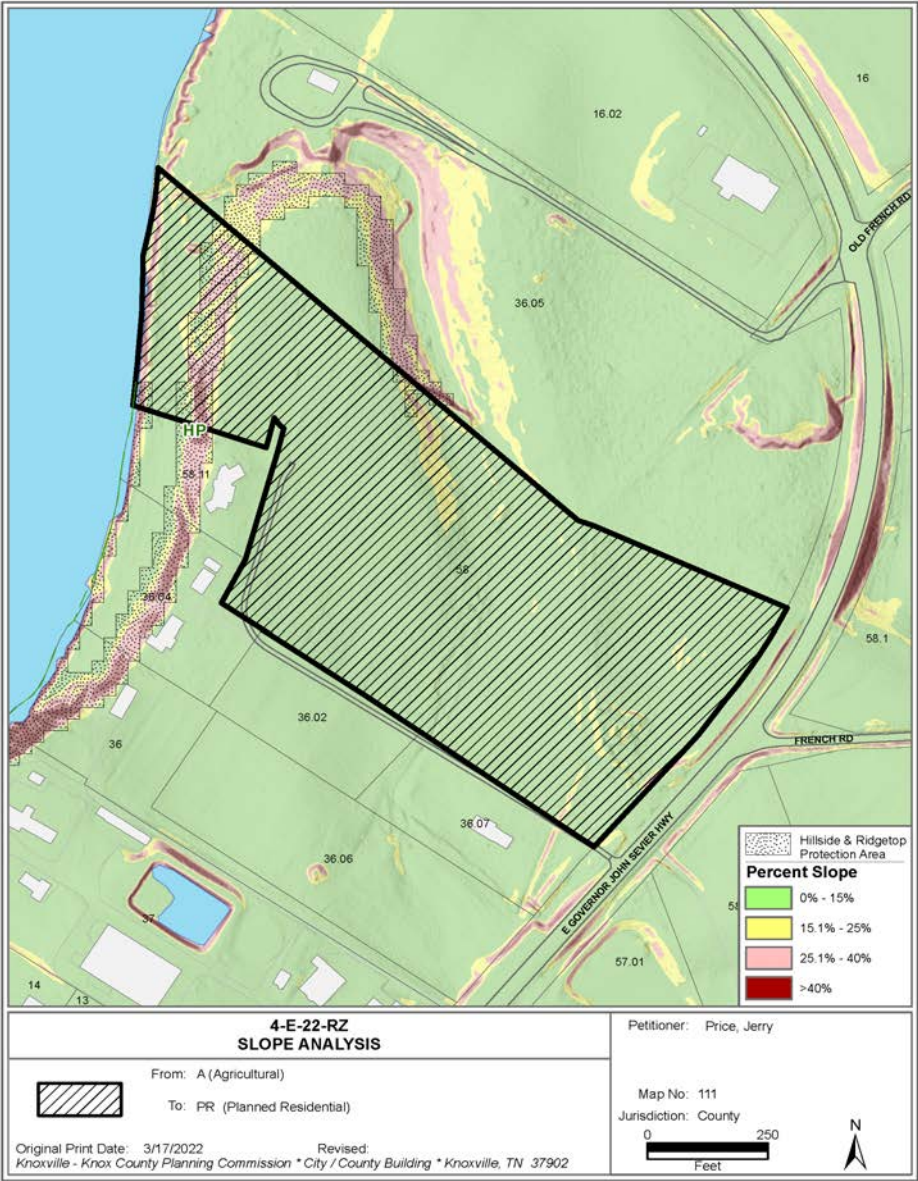 16
16.02
OLD FRENCH RD
36.05
HP
58.11
58
36.04
58.1
36.02
FRENCH RD
36
36.07
E GOVERNOR JOHN SEVIER HWY
36.06
37
57.01
14
13
Hillside & Ridgetop
Protection Area
Percent Slope
0% - 15%
15.1% - 25%
25.1% - 40%
>40%
4-E-22-RZ
SLOPE ANALYSIS
From: A (Agricultural)
To: PR (Planned Residential)
Original Print Date: 3/17/2022 Revised:
Knoxville - Knox County Planning Commission * City / County Building * Knoxville, TN 37902
Petitioner: Price, Jerry
Map No: 111
Jurisdiction: County
0 250
Feet
N